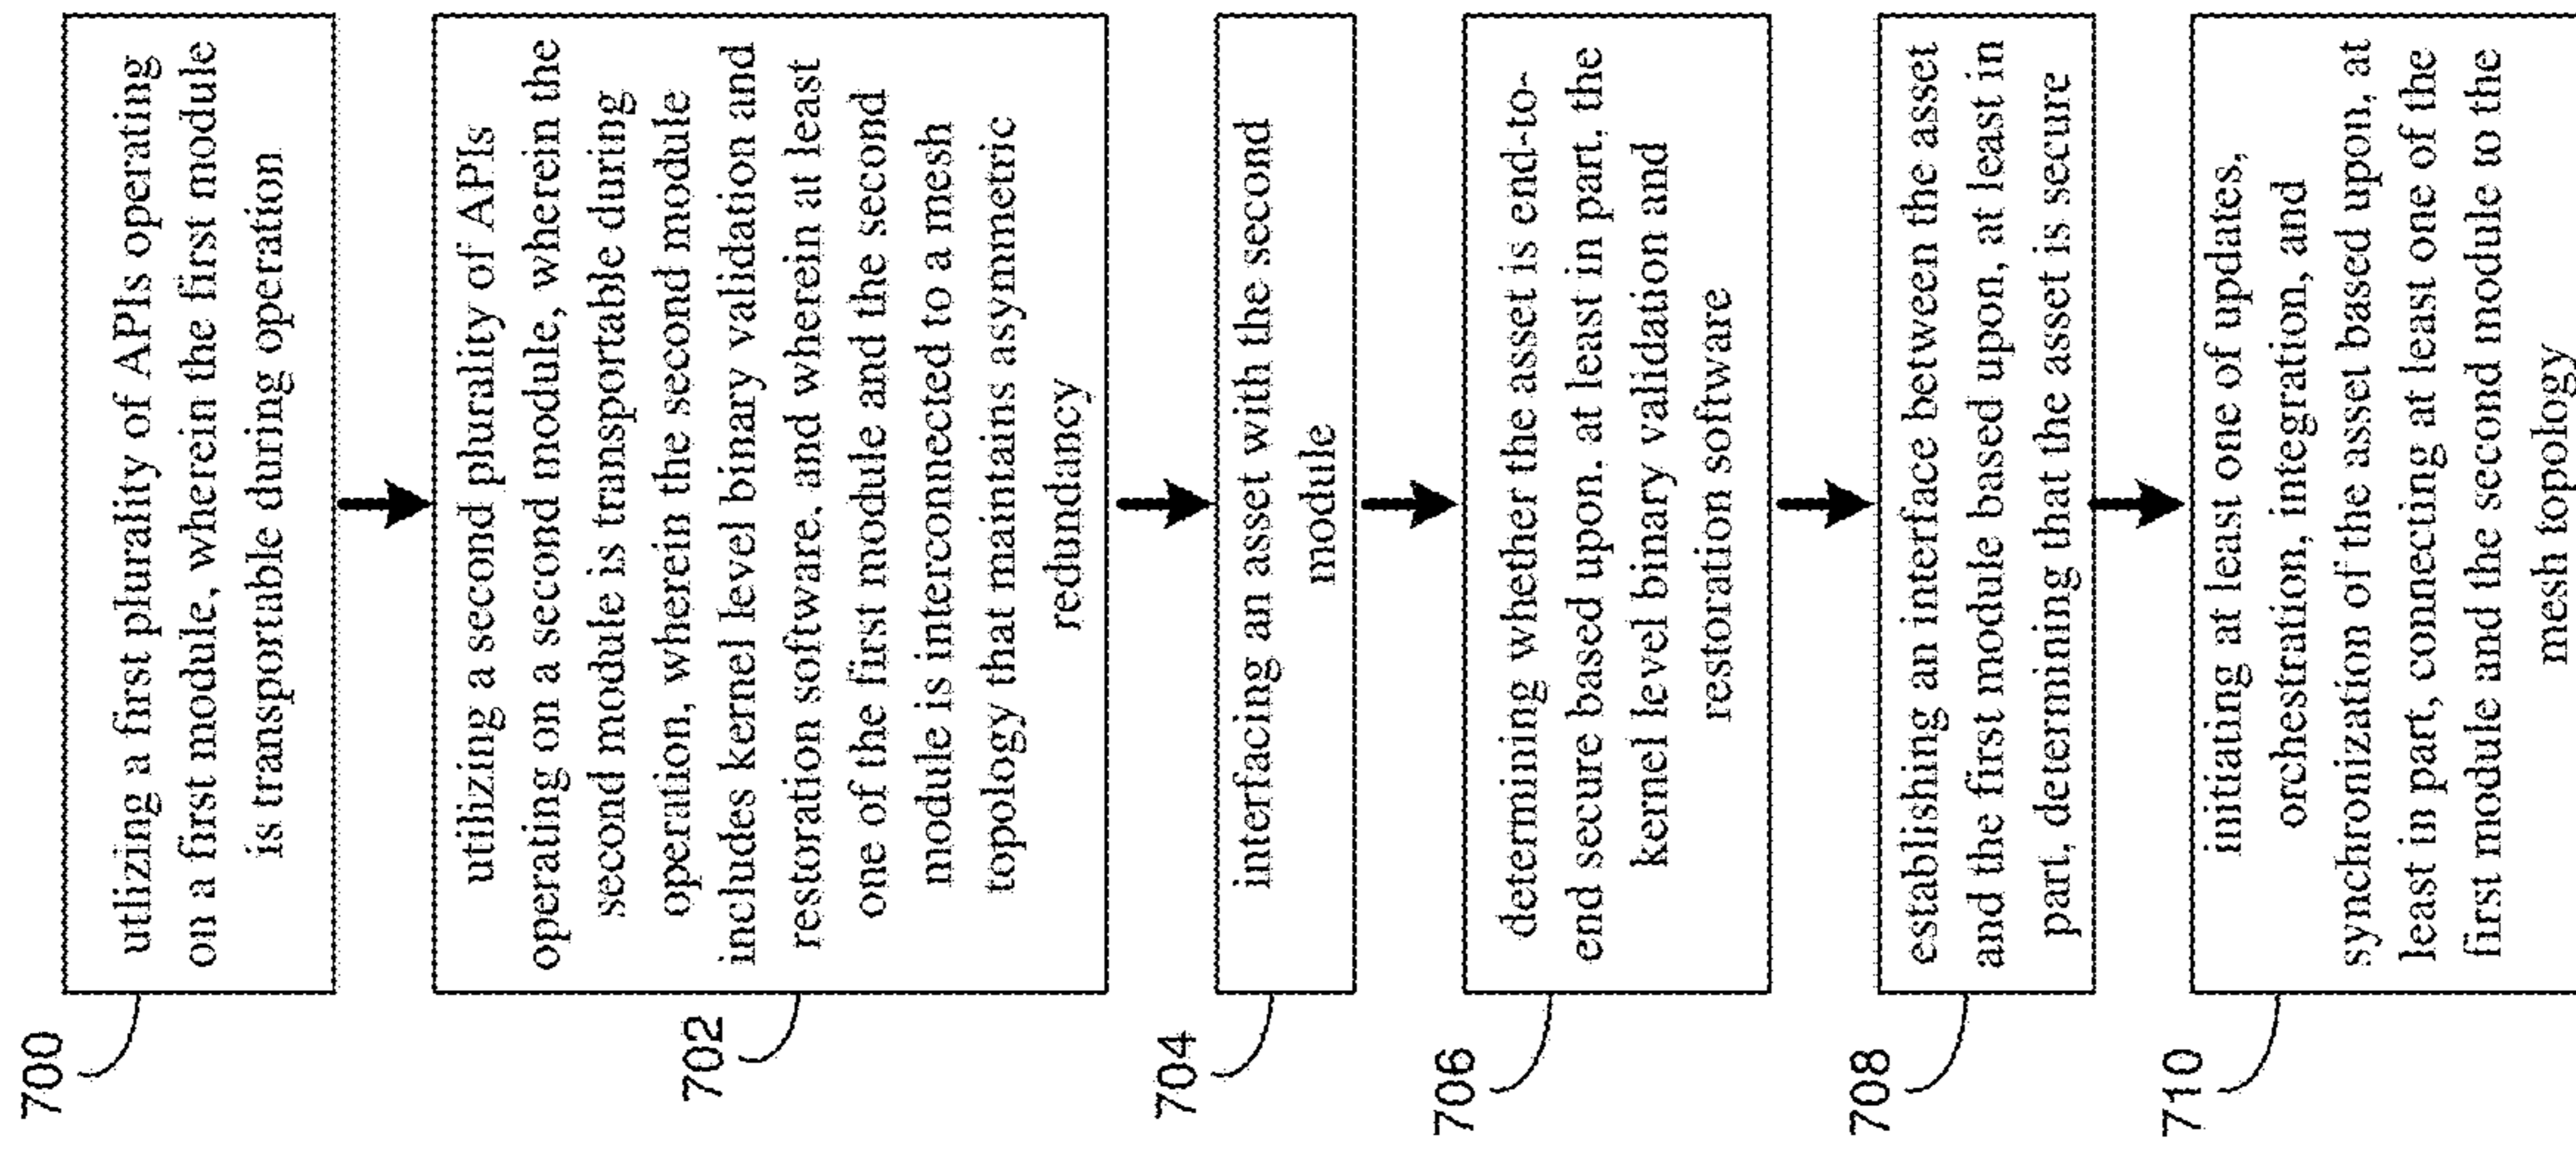 700
utilizing a first plurality of APIs operating
on a first module, wherein the first module
is transportable during operation
702
utilizing a second plurality of APIs
operating on a second module, wherein the
second module is transportable during
operation, wherein the second module
includes kernel level binary validation and
restoration software, and wherein at least
one of the first module and the second
module is interconnected to a mesh
topology that maintains asymmetric
redundancy
704
interfacing an asset with the second
module
706
determining whether the asset is end-to-
end secure based upon, at least in part, the
kernel level binary validation and
restoration software
708
establishing an interface between the asset
and the first module based upon, at least in
part, determining that the asset is secure
710
initiating at least one of updates,
orchestration, integration, and
synchronization of the asset based upon, at
least in part, connecting at least one of the
first module and the second module to the
mesh topology